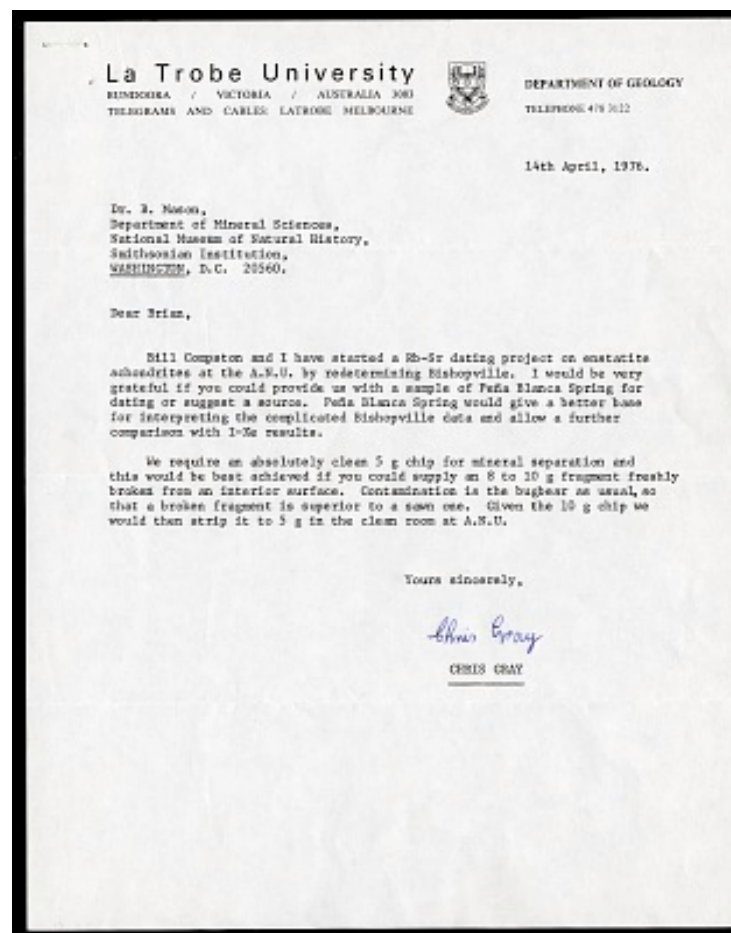 La Trobe University
BUNDOORA / VICTORIA / AUSTRALIA 3083
TELEGRAMS AND CABLES: LATROBE MELBOURNE
DEPARTMENT OF GEOLOGY
TELEPHONE 478 3122
14th April, 1976.
Dr. B. Mason,
Department of Mineral Sciences,
National Museum of Natural History,
Smithsonian Institution,
WASHINGTON, D.C. 20560.
Dear Brian,
Bill Compston and I have started a Rb-Sr dating project on enstatite
achondrites at the A.N.U. by redetermining Bishopville. I would be very
grateful if you could provide us with a sample of Peña Blanca Spring for
dating or suggest a source. Peña Blanca Spring would give a better base
for interpreting the complicated Bishopville data and allow a further
comparison with I-Xe results.
We require an absolutely clean 5 g chip for mineral separation and
this would be best achieved if you could supply an 8 to 10 g fragment freshly
broken from an interior surface. Contamination is the bugbear as usual, so
that a broken fragment is superior to a sawn one. Given the 10 g chip we
would then strip it to 5 g in the clean room at A.N.U.
Yours sincerely,
Chris Gray
CHRIS GRAY